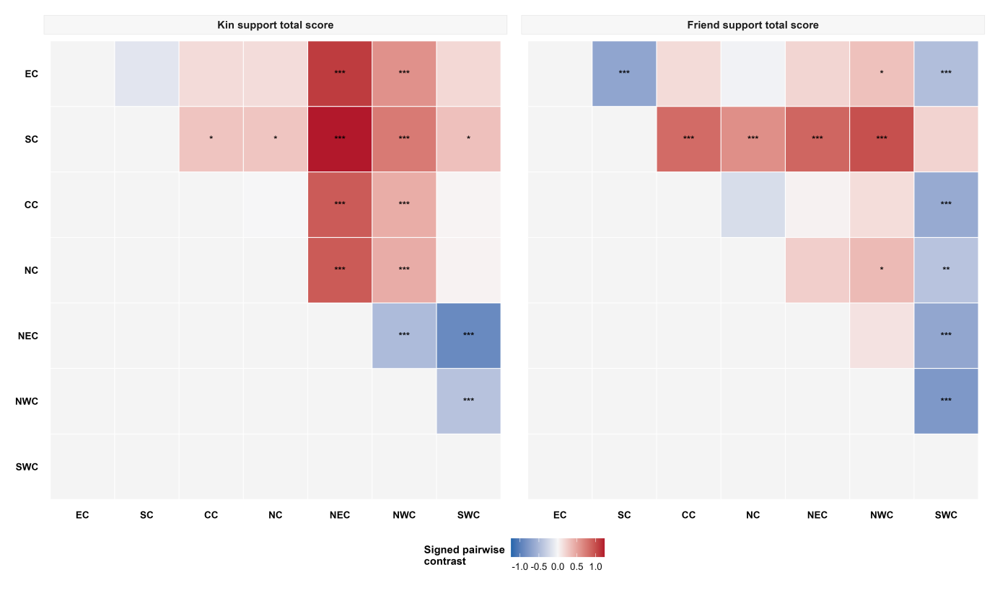 Kin support total score
Friend support total score
EC *** *** *** * ***
SC * * *** *** * *** *** *** ***
CC *** *** ***
NC *** *** * **
NEC *** *** ***
NWC *** ***
SWC
EC SC CC NC NEC NWC SWC EC SC CC NC NEC NWC SWC
Signed pairwise
contrast
-1.0 -0.5 0.0 0.5 1.0